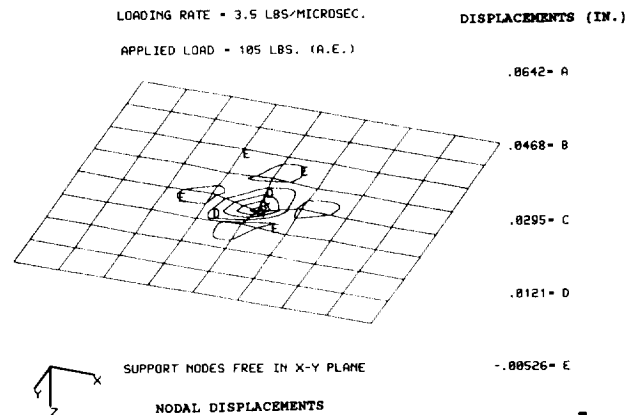 LOADING RATE = 3.5 LBS/MICROSEC.
APPLIED LOAD = 105 LBS. (A.E.)
DISPLACEMENTS (IN.)
.0642= A
.0468= B
.0295= C
.0121= D
-.00526= E
E
E
E
D
D
E
X
Y
Z
SUPPORT NODES FREE IN X-Y PLANE
NODAL DISPLACEMENTS